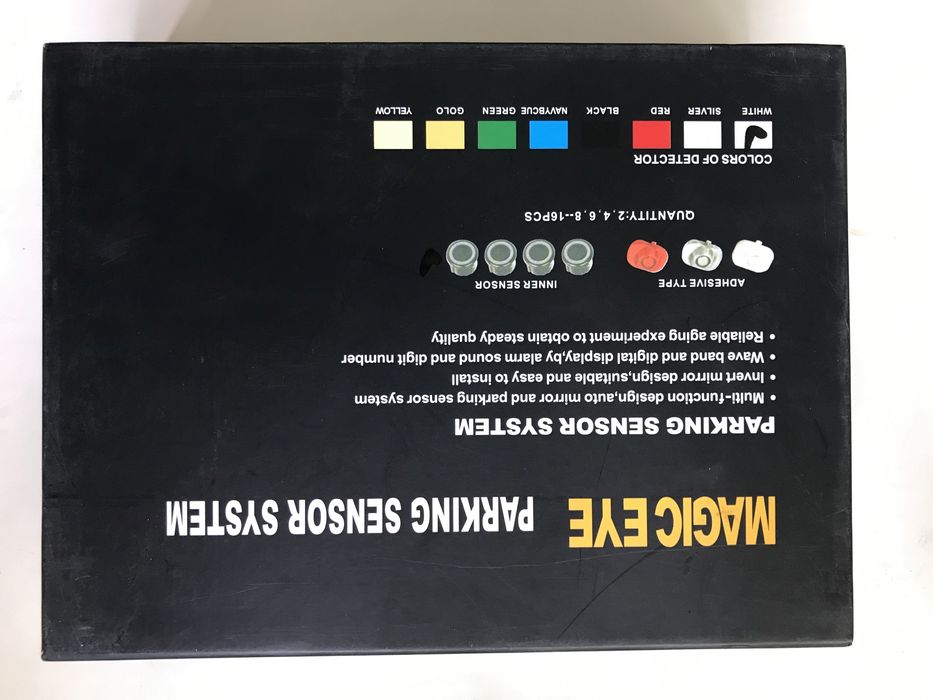 MAGIC EYE PARKING SENSOR SYSTEM
PARKING SENSOR SYSTEM
• Multi-function design,auto mirror and parking sensor system
• Invert mirror design,suitable and easy to install
• Wave band and digital display,by alarm sound and digit number
• Reliable aging experiment to obtain steady quality
ADHESIVE TYPE INNER SENSOR
QUANTITY:2,4,6,8--16PCS
COLORS OF DETECTOR
WHITE SILVER RED BLACK NAVYBCUE GREEN GOLO YELLOW